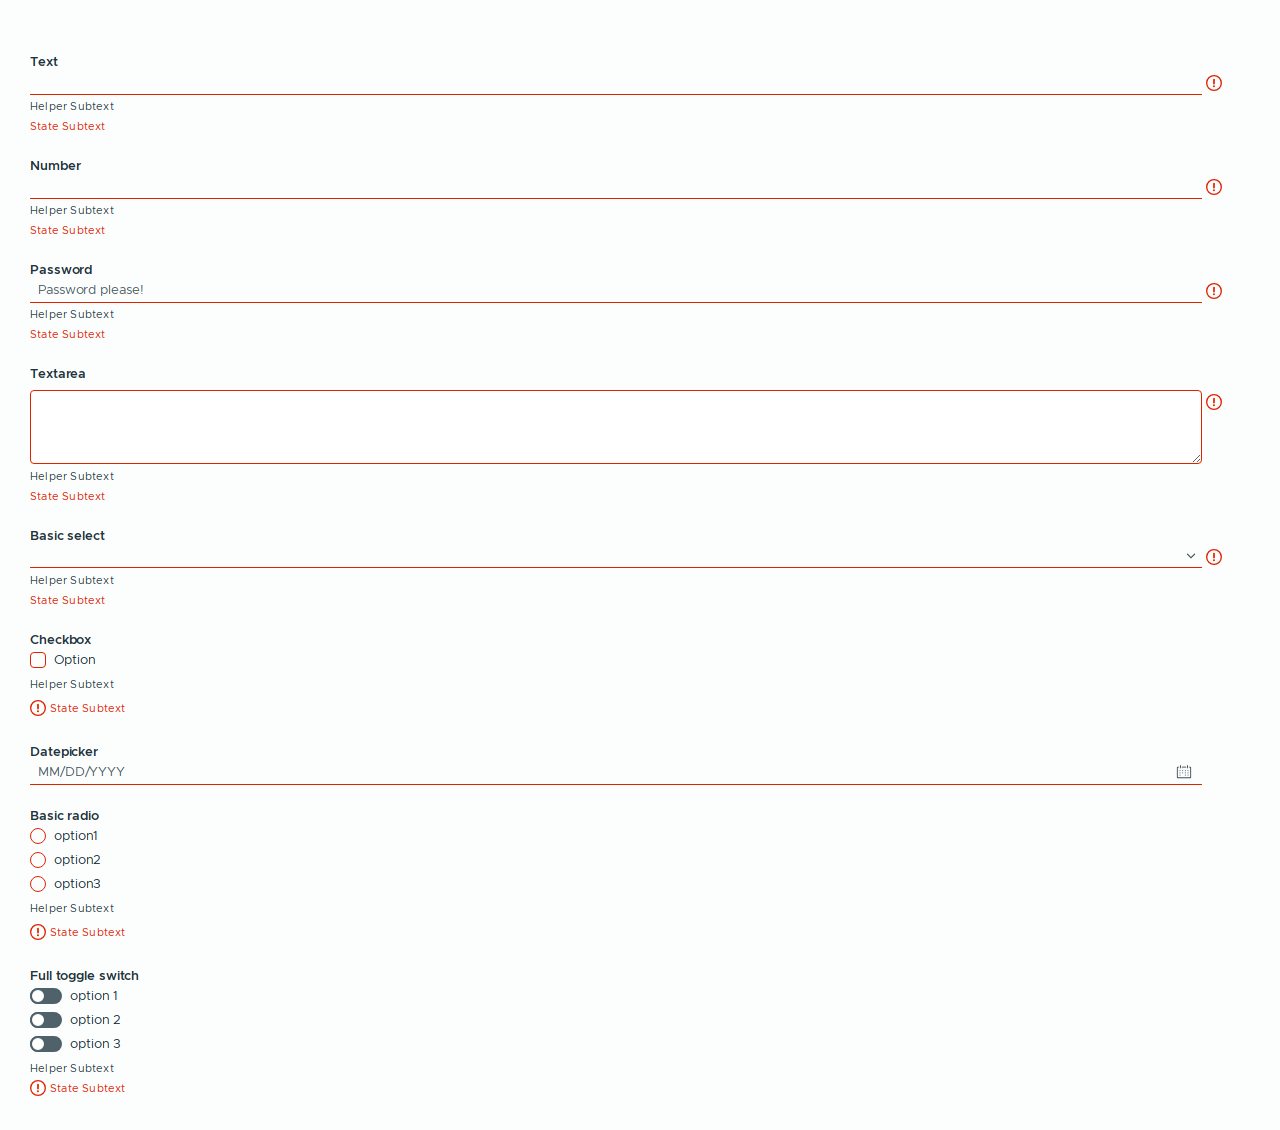 Text
Helper Subtext
State Subtext
Number
Helper Subtext
State Subtext
Password
Password please!
Helper Subtext
State Subtext
Textarea
Helper Subtext
State Subtext
Basic select
Helper Subtext
State Subtext
Checkbox
Option
Helper Subtext
State Subtext
Datepicker
MM/DD/YYYY
Basic radio
option1
option2
option3
Helper Subtext
State Subtext
Full toggle switch
option 1
option 2
option 3
Helper Subtext
State Subtext